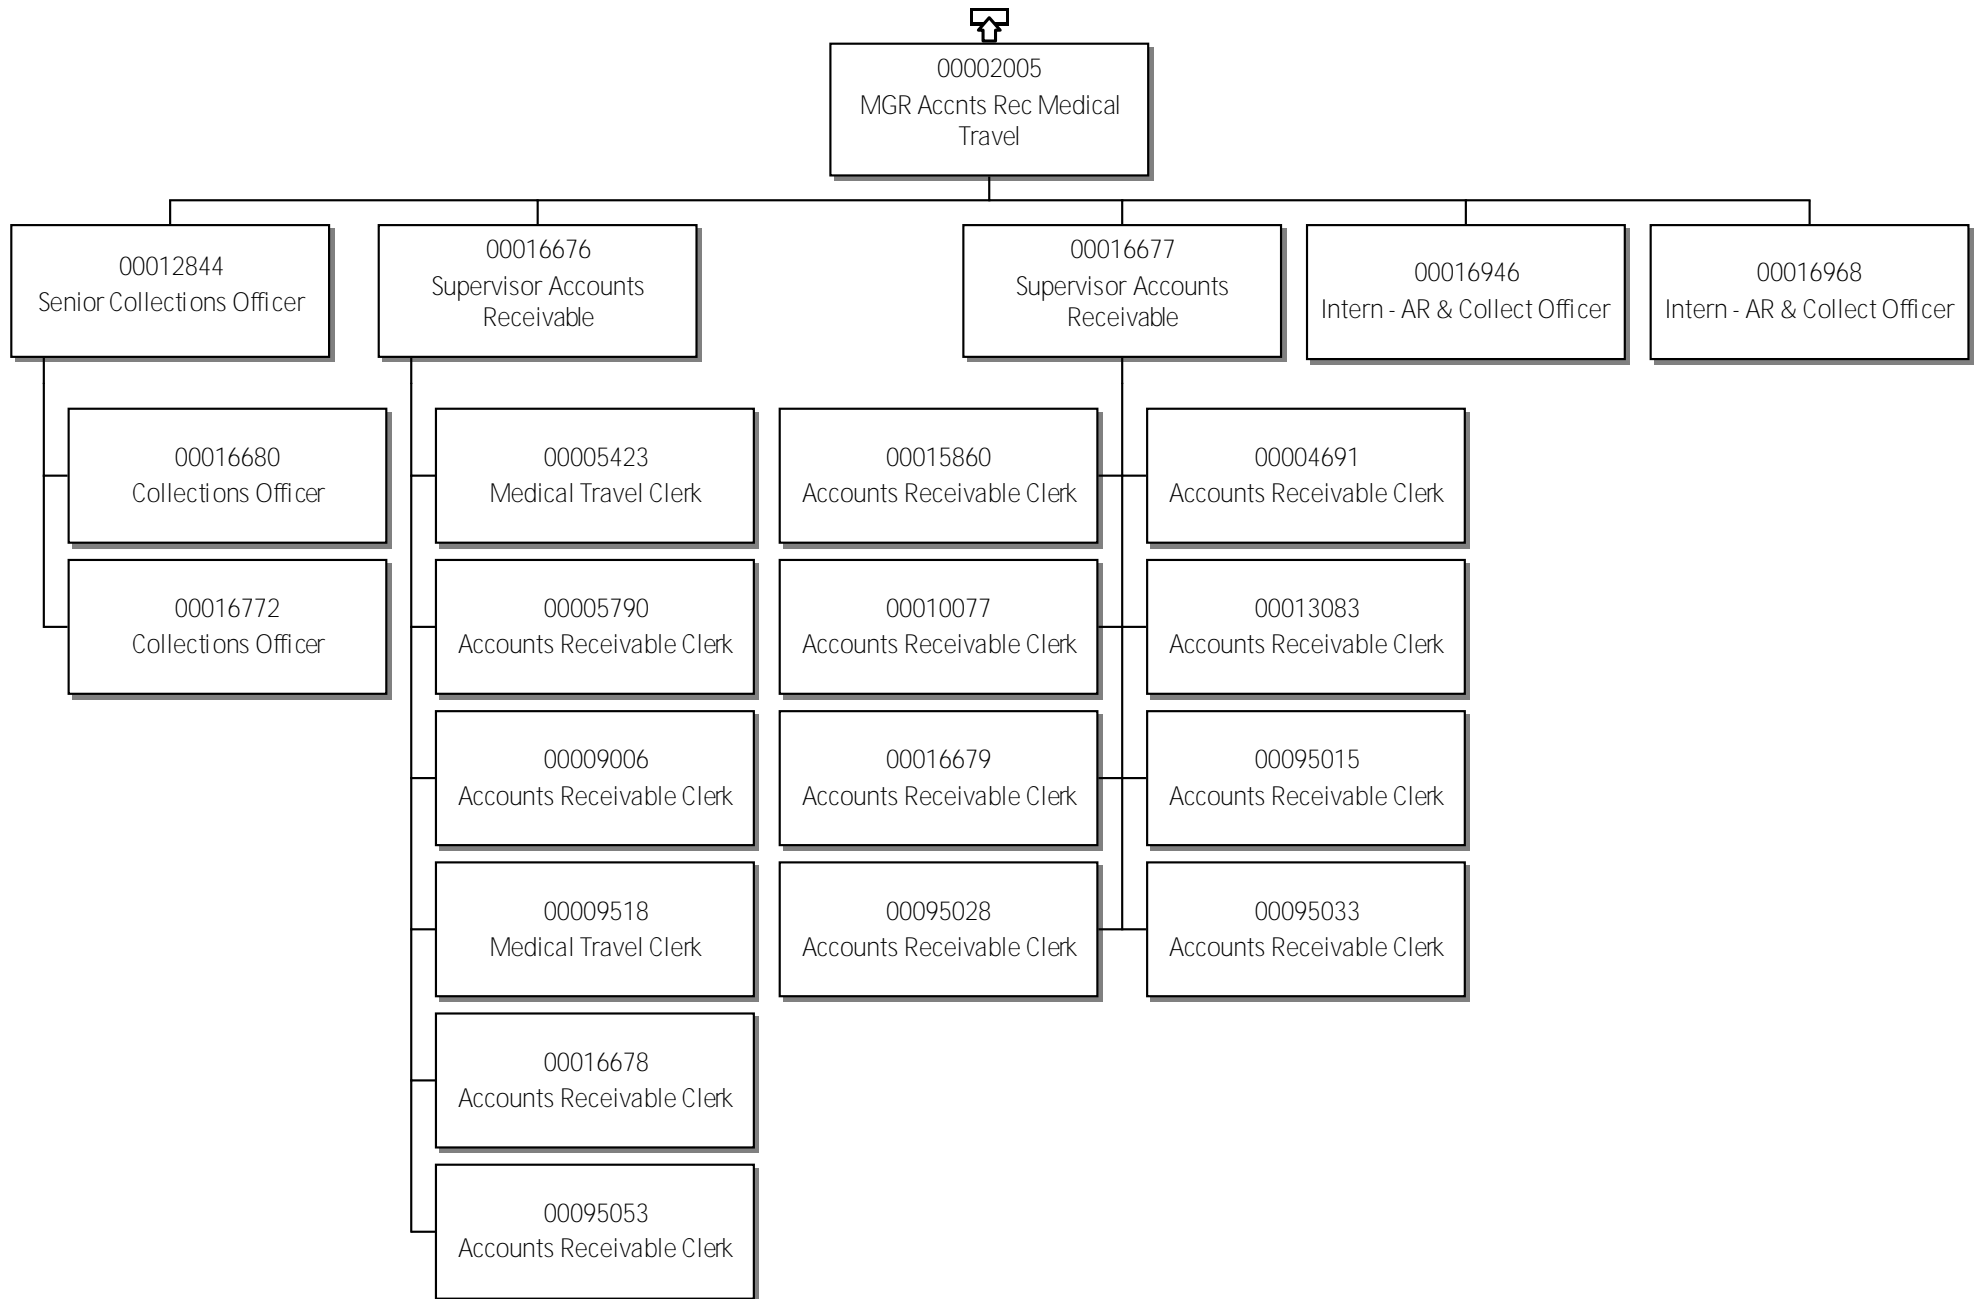 00002005
MGR Accnts Rec Medical
Travel
00012844
Senior Collections Officer
00016676
Supervisor Accounts
Receivable
00016677
Supervisor Accounts
Receivable
00016946
Intern - AR & Collect Officer
00016968
Intern - AR & Collect Officer
00016680
Collections Officer
00016772
Collections Officer
00005423
Medical Travel Clerk
00005790
Accounts Receivable Clerk
00009006
Accounts Receivable Clerk
00009518
Medical Travel Clerk
00016678
Accounts Receivable Clerk
00095053
Accounts Receivable Clerk
00015860
Accounts Receivable Clerk
00004691
Accounts Receivable Clerk
00010077
Accounts Receivable Clerk
00013083
Accounts Receivable Clerk
00016679
Accounts Receivable Clerk
00095015
Accounts Receivable Clerk
00095028
Accounts Receivable Clerk
00095033
Accounts Receivable Clerk